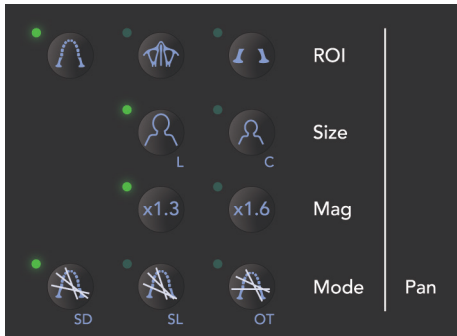 ROI
Size
L
C
x1.3
x1.6
Mag
Mode
Pan
SD
SL
OT